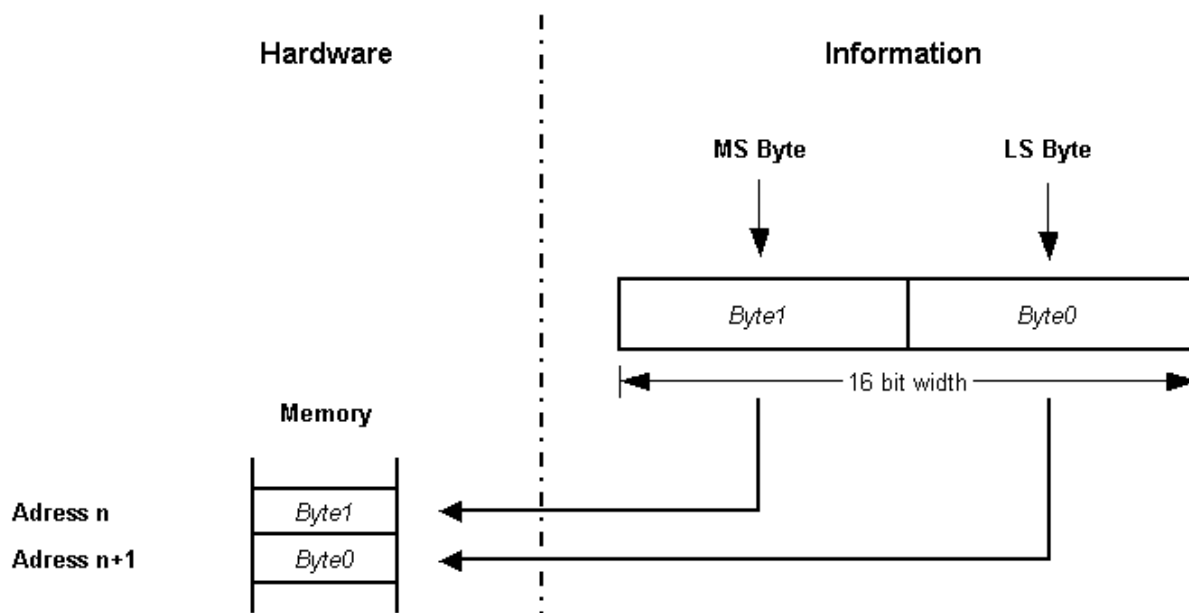 Hardware
Information
MS Byte
LS Byte
Byte1
Byte0
16 bit width
Memory
Adress n
Byte1
Adress n+1
Byte0